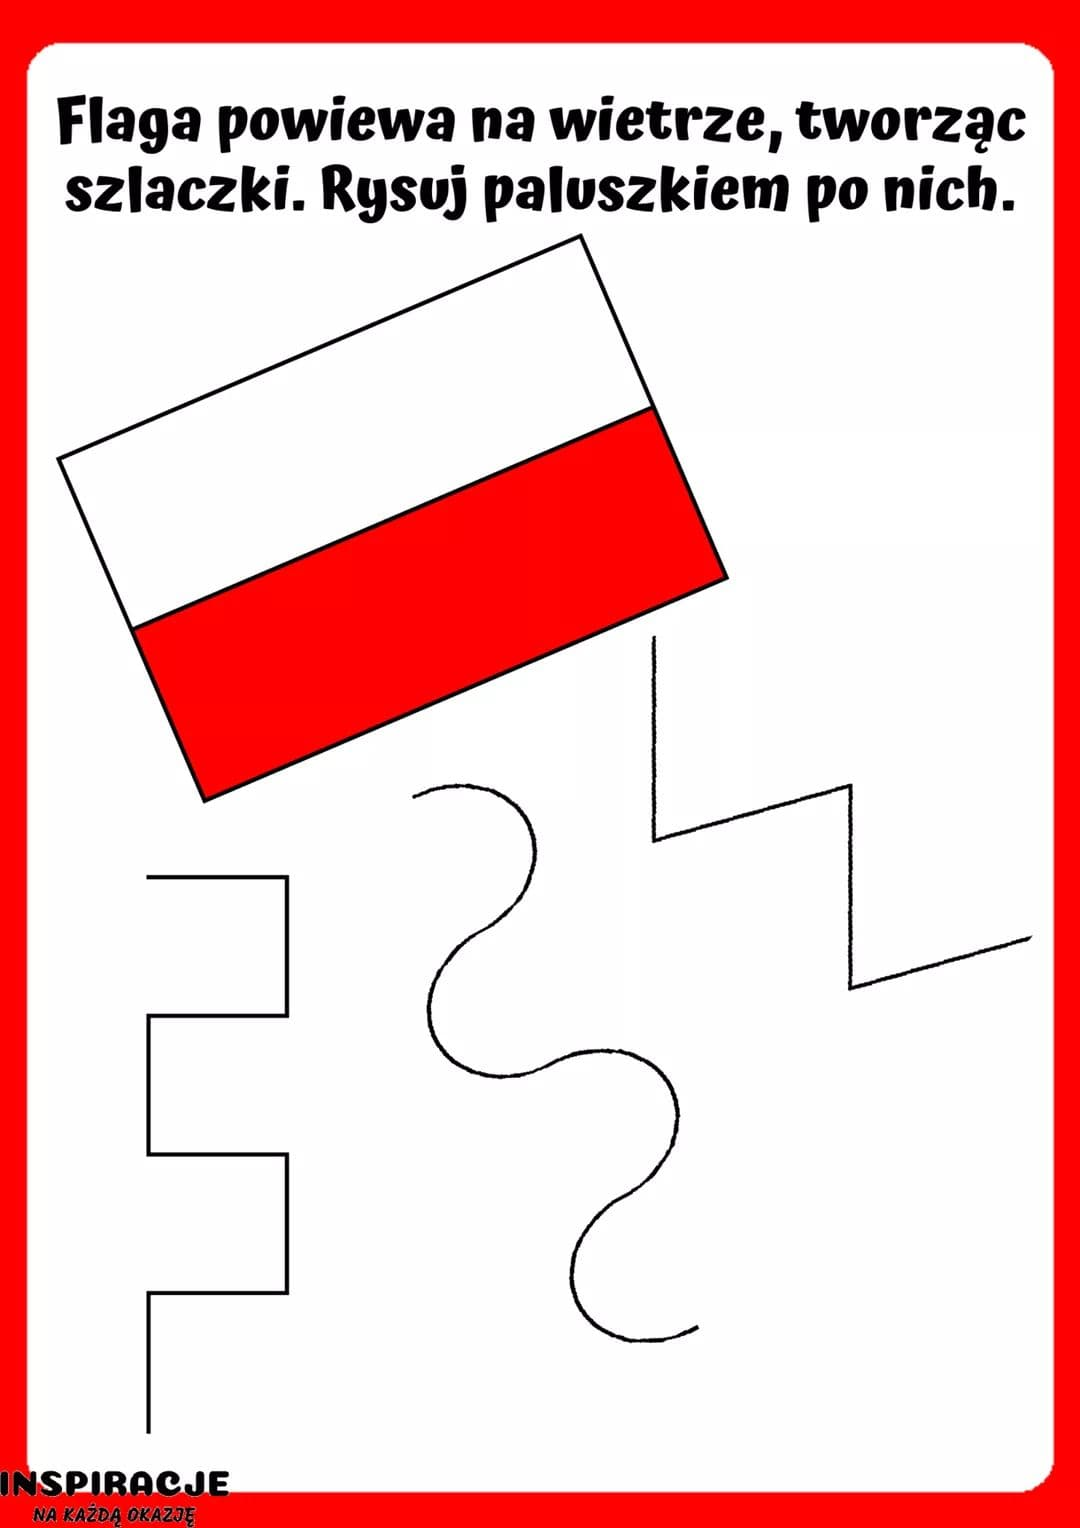 Flaga powiewa na wietrze, tworząc
szlaczki. Rysuj paluszkiem po nich.
INSPIRACJE
NA KAŻDĄ OKAZJĘ